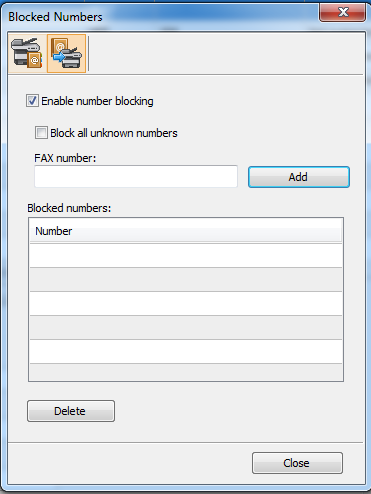 Blocked Numbers
Enable number blocking
Block all unknown numbers
FAX number:
Add
Blocked numbers:
Number
Delete
Close